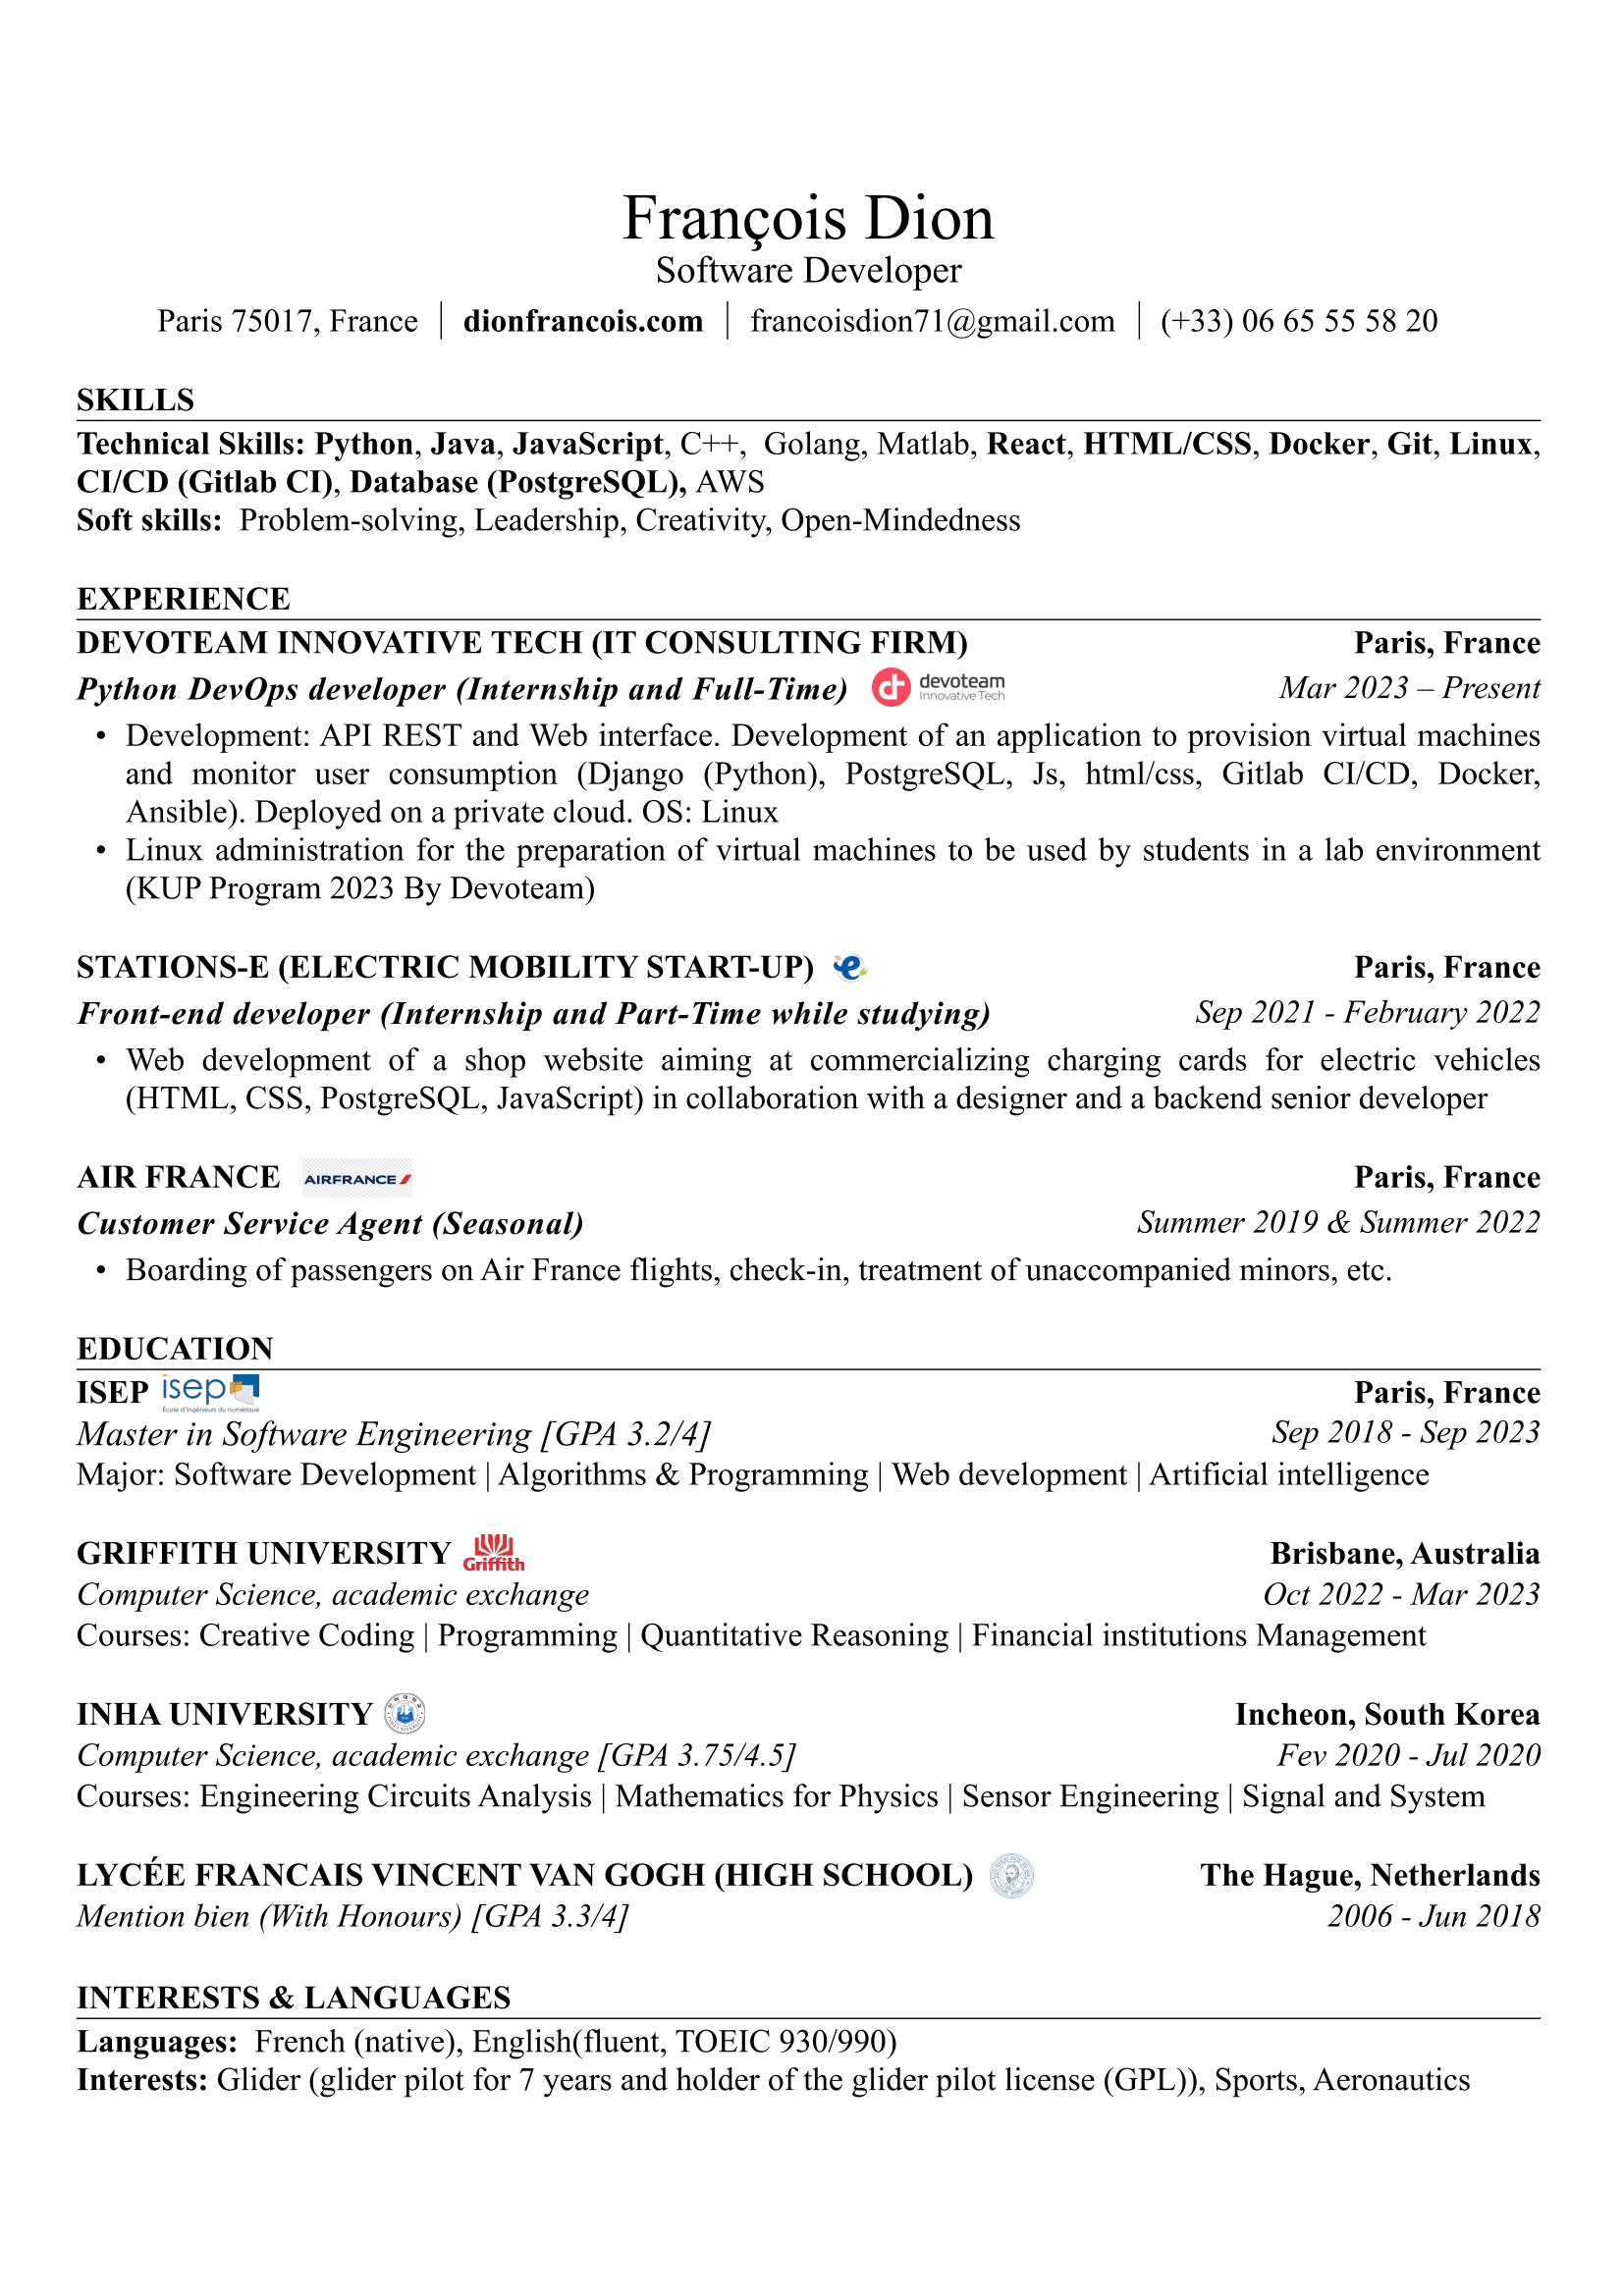 François Dion
Software Developer
Paris 75017, France | dionfrancois.com | francoisdion71@gmail.com | (+33) 06 65 55 58 20
SKILLS
Technical Skills: Python, Java, JavaScript, C++, Golang, Matlab, React, HTML/CSS, Docker, Git, Linux,
CI/CD (Gitlab CI), Database (PostgreSQL), AWS
Soft skills: Problem-solving, Leadership, Creativity, Open-Mindedness
EXPERIENCE
DEVOTEAM INNOVATIVE TECH (IT CONSULTING FIRM) Paris, France
Python DevOps developer (Internship and Full-Time) devoteam Innovative Tech Mar 2023 – Present
• Development: API REST and Web interface. Development of an application to provision virtual machines
and monitor user consumption (Django (Python), PostgreSQL, Js, html/css, Gitlab CI/CD, Docker,
Ansible). Deployed on a private cloud. OS: Linux
• Linux administration for the preparation of virtual machines to be used by students in a lab environment
(KUP Program 2023 By Devoteam)
STATIONS-E (ELECTRIC MOBILITY START-UP) e Paris, France
Front-end developer (Internship and Part-Time while studying) Sep 2021 - February 2022
• Web development of a shop website aiming at commercializing charging cards for electric vehicles
(HTML, CSS, PostgreSQL, JavaScript) in collaboration with a designer and a backend senior developer
AIR FRANCE AIRFRANCE Paris, France
Customer Service Agent (Seasonal) Summer 2019 & Summer 2022
• Boarding of passengers on Air France flights, check-in, treatment of unaccompanied minors, etc.
EDUCATION
ISEP isep École d'ingénieurs du numérique Paris, France
Master in Software Engineering [GPA 3.2/4] Sep 2018 - Sep 2023
Major: Software Development | Algorithms & Programming | Web development | Artificial intelligence
GRIFFITH UNIVERSITY Griffith Brisbane, Australia
Computer Science, academic exchange Oct 2022 - Mar 2023
Courses: Creative Coding | Programming | Quantitative Reasoning | Financial institutions Management
INHA UNIVERSITY Incheon, South Korea
Computer Science, academic exchange [GPA 3.75/4.5] Fev 2020 - Jul 2020
Courses: Engineering Circuits Analysis | Mathematics for Physics | Sensor Engineering | Signal and System
LYCÉE FRANCAIS VINCENT VAN GOGH (HIGH SCHOOL) The Hague, Netherlands
Mention bien (With Honours) [GPA 3.3/4] 2006 - Jun 2018
INTERESTS & LANGUAGES
Languages: French (native), English(fluent, TOEIC 930/990)
Interests: Glider (glider pilot for 7 years and holder of the glider pilot license (GPL)), Sports, Aeronautics